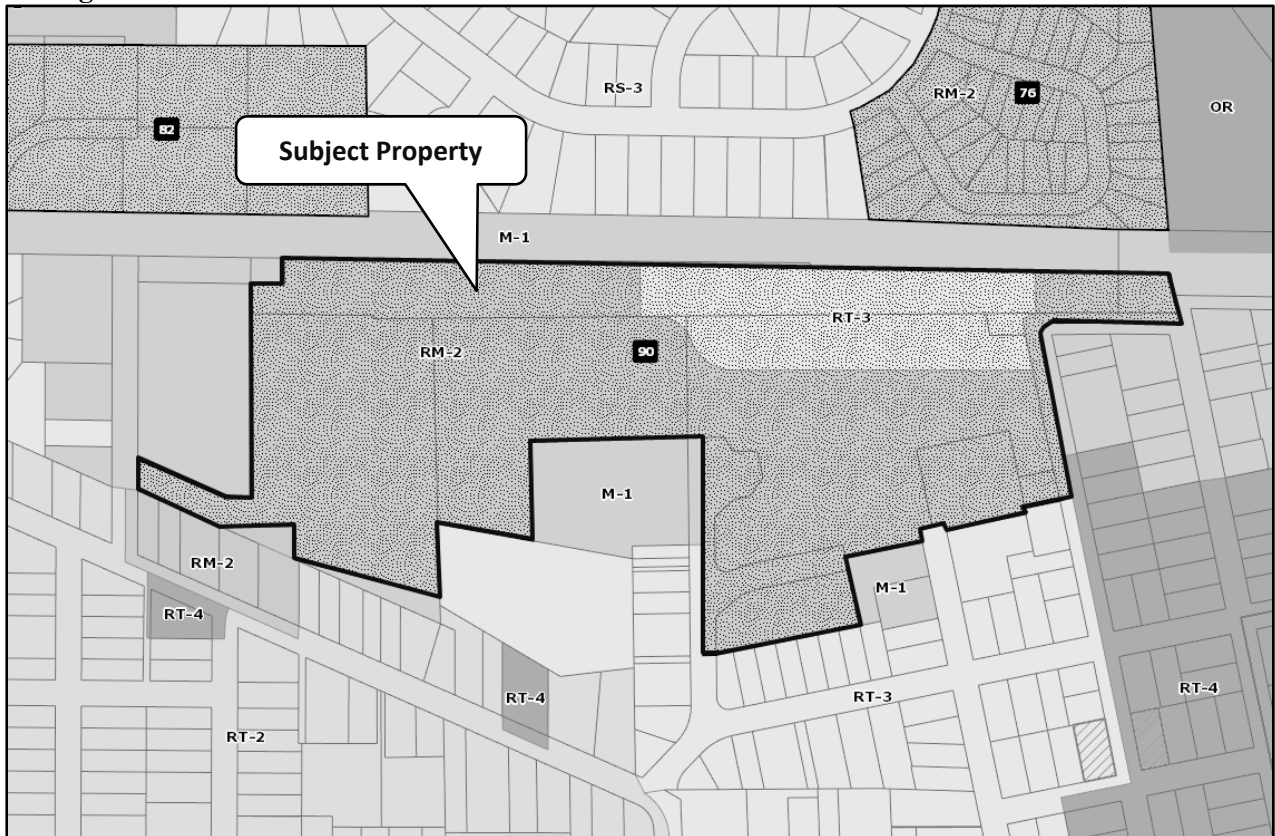 RS-3
RM-2
76
OR
82
Subject Property
M-1
RT-3
RM-2
90
M-1
RM-2
M-1
RT-4
RT-4
RT-3
RT-4
RT-2